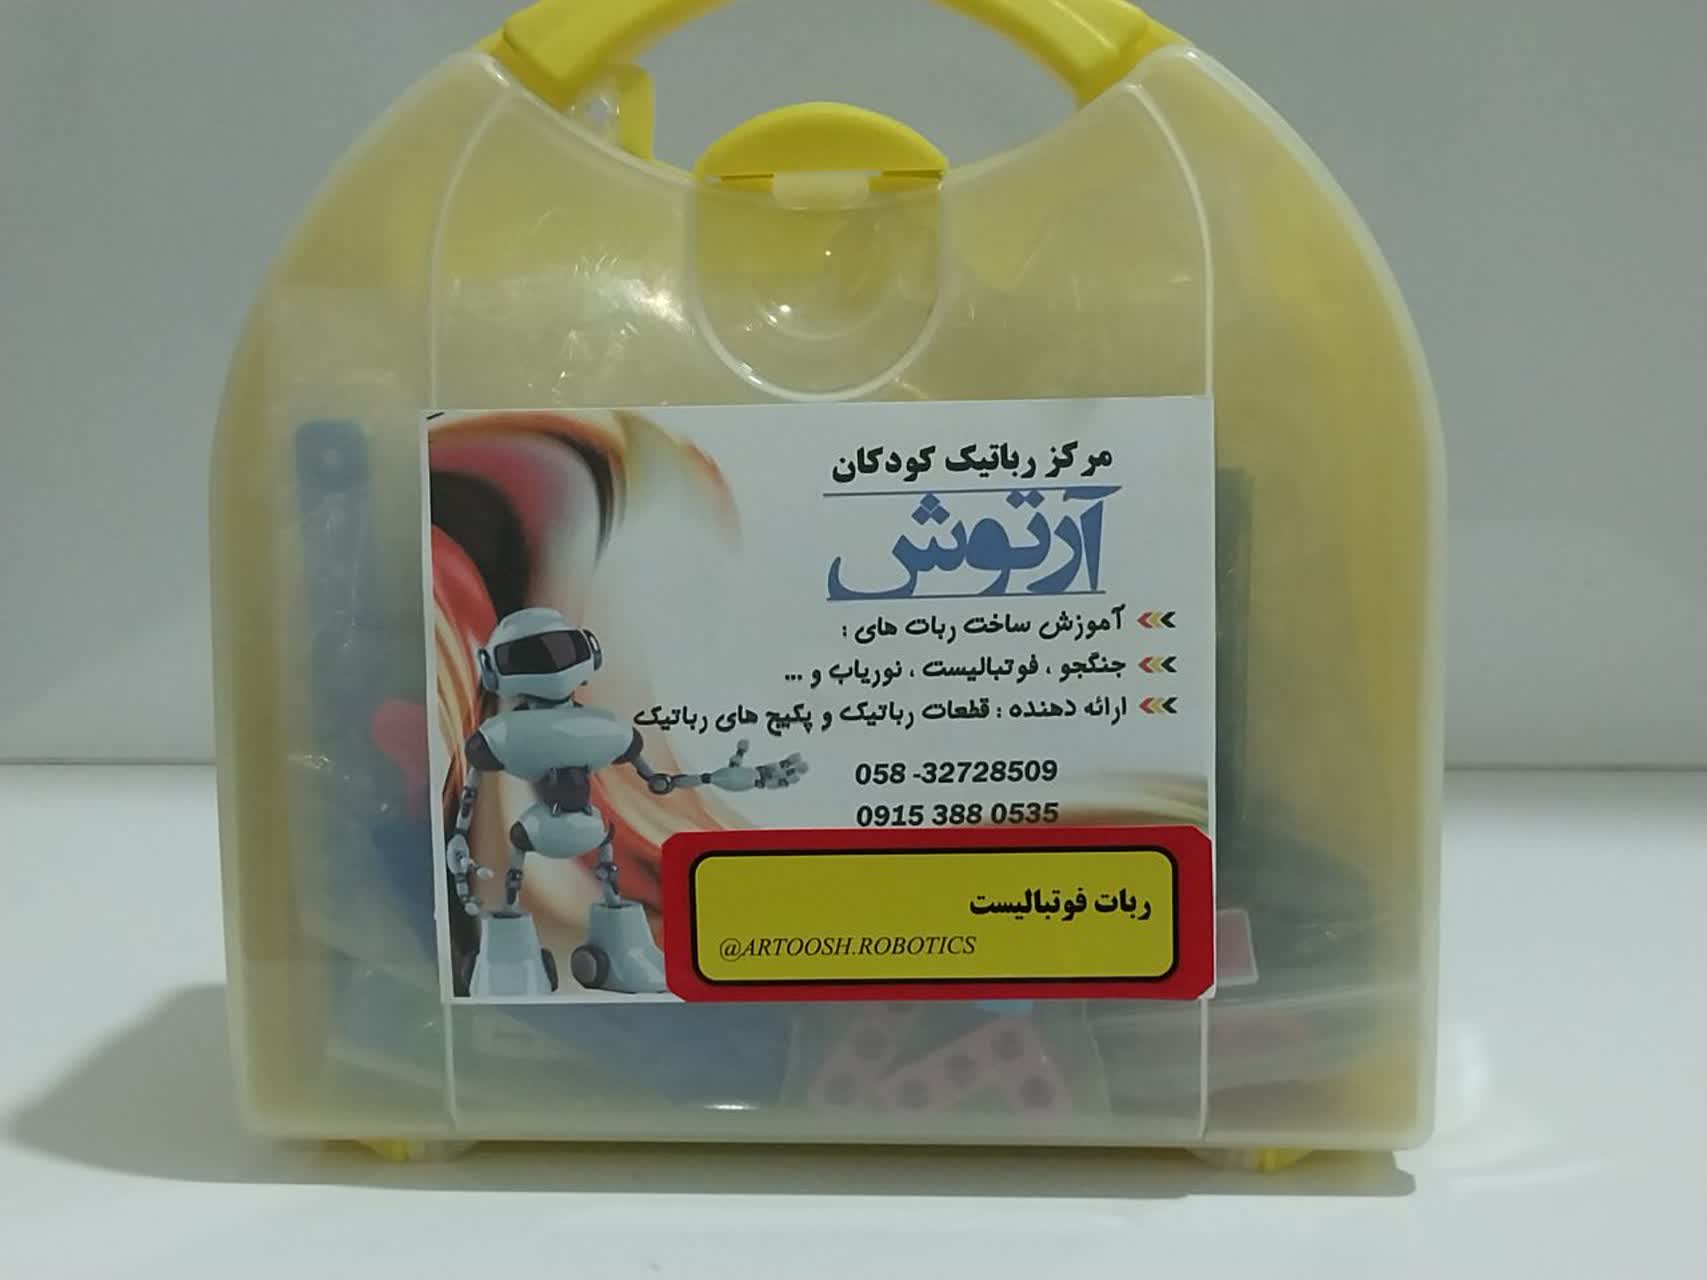 مرکز رباتیک کودکان
آرتوش
آموزش ساخت ربات های :
جنگجو ، فوتبالیست ، نوریاب و ...
ارائه دهنده : قطعات رباتیک و پکیج های رباتیک
058 -32728509
0915 388 0535
ربات فوتبالیست
@ARTOOSH.ROBOTICS